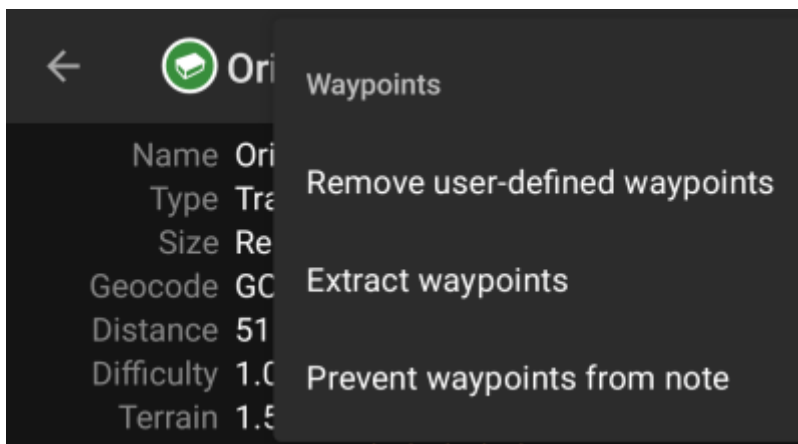 Ori
Name Ori
Type Tra
Size Re
Geocode GC
Distance 51
Difficulty 1.0
Terrain 1.5
Waypoints
Remove user-defined waypoints
Extract waypoints
Prevent waypoints from note